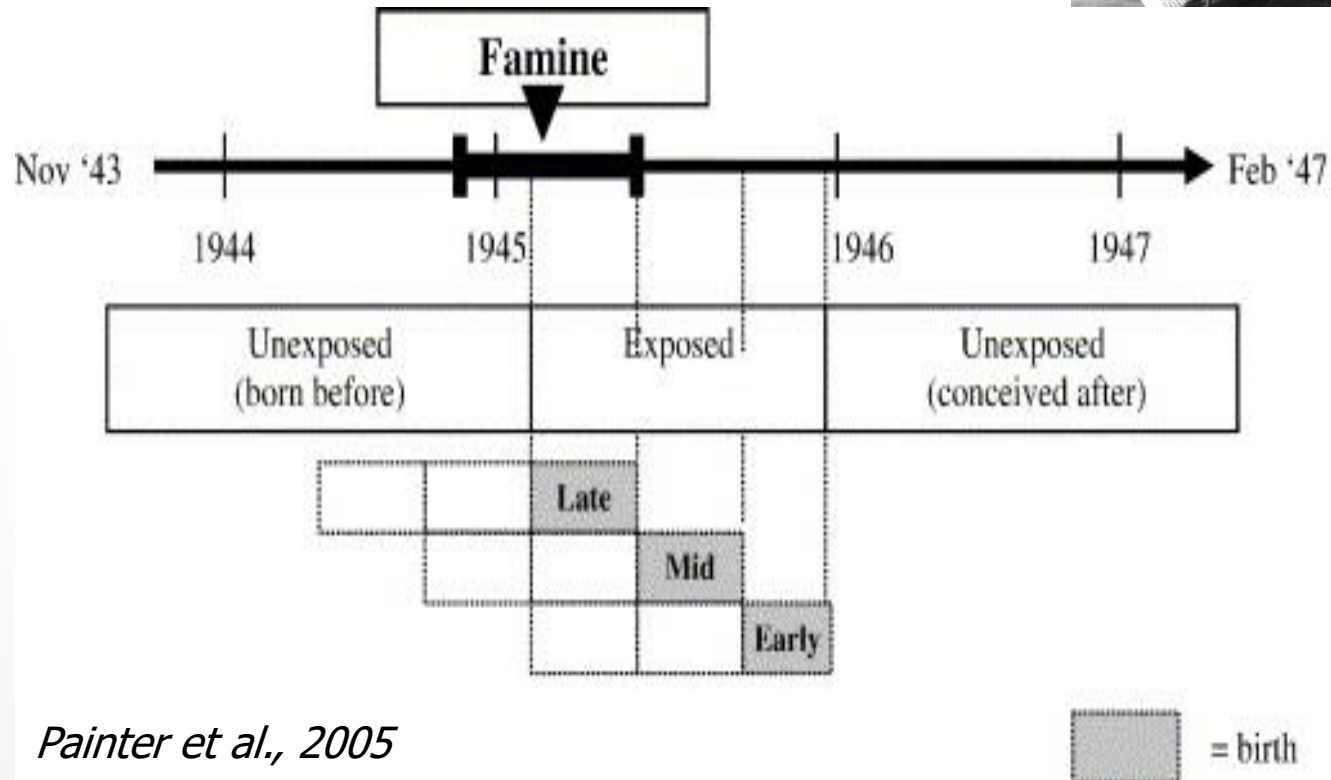 Famine
Nov ‘43
Feb ‘47
1944
1945
1946
1947
Unexposed
(born before)
Exposed
Unexposed
(conceived after)
Late
Mid
Early
Painter et al., 2005
= birth